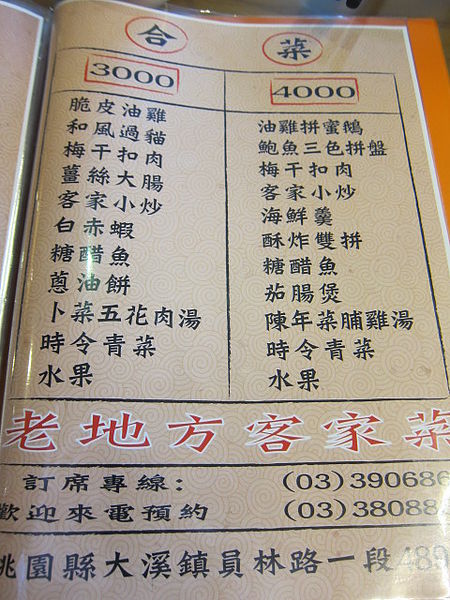 合菜
3000
脆皮油雞
和風過貓
梅干扣肉
薑絲大腸
客家小炒
白赤蝦
糖醋魚
蔥油餅
卜菜五花肉湯
時令青菜
水果
4000
油雞拼蜜鵝
鮑魚三色拼盤
梅干扣肉
客家小炒
海鮮羹
酥炸雙拼
糖醋魚
茄腸煲
陳年菜脯雞湯
時令青菜
水果
老地方客家菜
訂席專線: (03)390686
歡迎來電預約 (03)38088
桃園縣大溪鎮員林路一段489